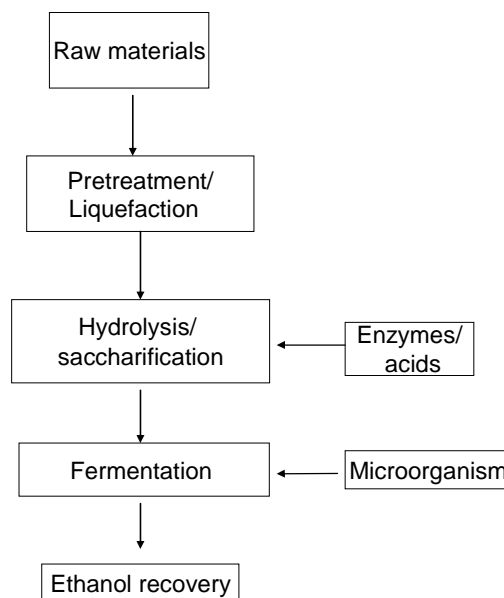 Raw materials
Pretreatment/
Liquefaction
Hydrolysis/
saccharification
Enzymes/
acids
Fermentation
Microorganism
Ethanol recovery